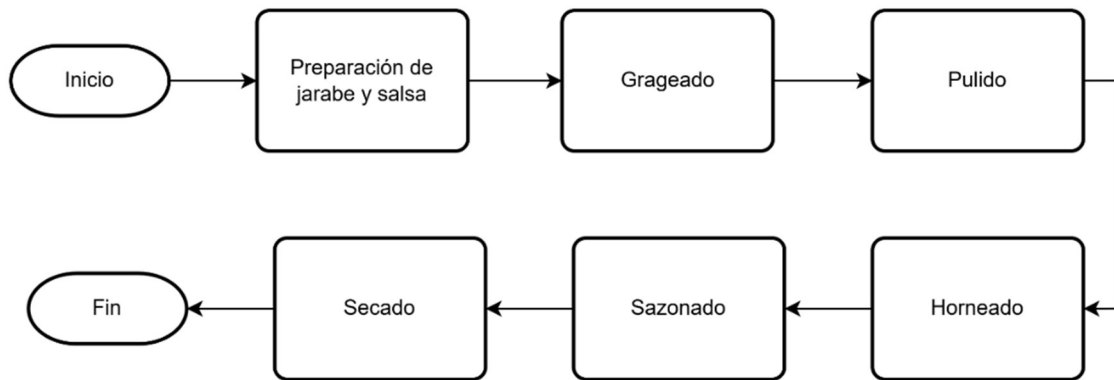 Inicio
Preparación de
jarabe y salsa
Grageado
Pulido
Fin
Secado
Sazonado
Horneado